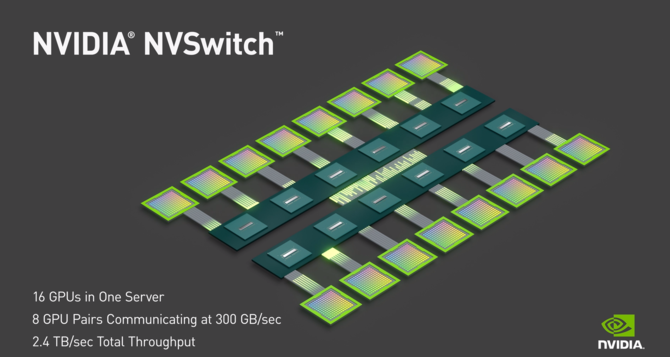 NVIDIA® NVSwitch™
16 GPUs in One Server
8 GPU Pairs Communicating at 300 GB/sec
2.4 TB/sec Total Throughput
NVIDIA.